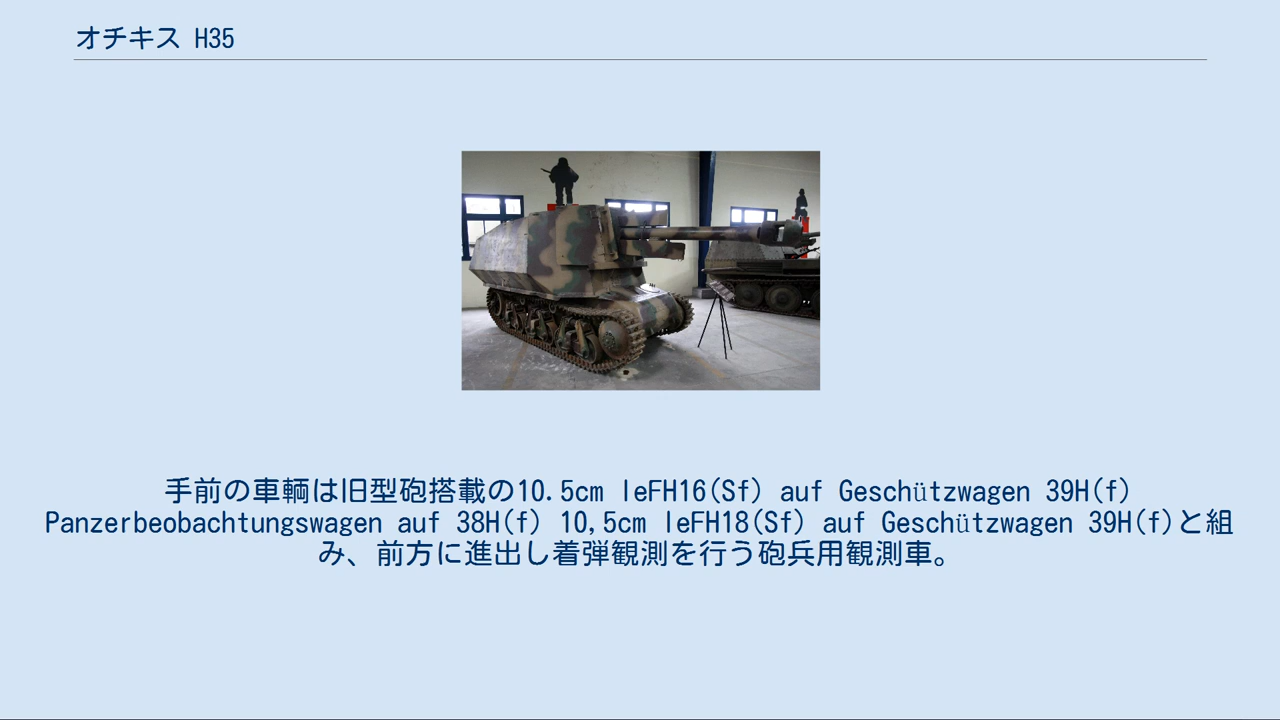 オチキス H35
手前の車輌は旧型砲搭載の10.5cm leFH16(Sf) auf Geschützwagen 39H(f)
Panzerbeobachtungswagen auf 38H(f) 10,5cm leFH18(Sf) auf Geschützwagen 39H(f)と組
み、前方に進出し着弾観測を行う砲兵用観測車。